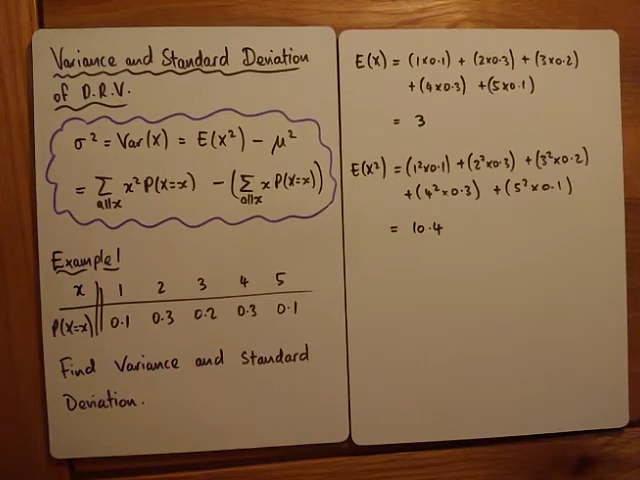 Variance and Standard Deviation
of D.R.V.
σ² = Var(X) = E(X²) - μ²
= ∑ x² P(X=x) - (∑ x P(X=x))
all x all x
Example!
x 1 2 3 4 5
P(X=x) 0.1 0.3 0.2 0.3 0.1
Find Variance and Standard
Deviation.
E(X) = (1×0.1) + (2×0.3) + (3×0.2)
+ (4×0.3) + (5×0.1)
= 3
E(X²) = (1²×0.1) + (2²×0.3) + (3²×0.2)
+ (4²×0.3) + (5²×0.1)
= 10.4